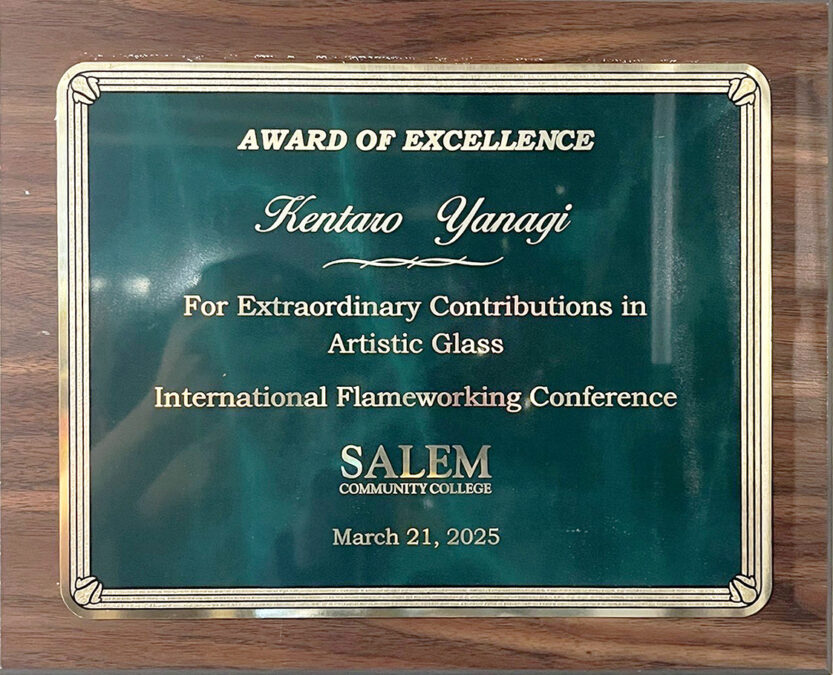 AWARD OF EXCELLENCE
Kentaro Yanagi
For Extraordinary Contributions in
Artistic Glass
International Flameworking Conference
SALEM
COMMUNITY COLLEGE
March 21, 2025